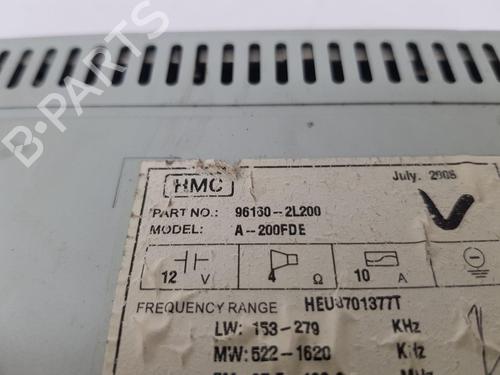 B-PARTS
HMC
July. 2008
PART NO.: 96160-2L200
MODEL: A-200FDE
12 V
4 Ω
10 A
FREQUENCY RANGE
LW: 153-279 KHz
MW: 522-1620 KHz